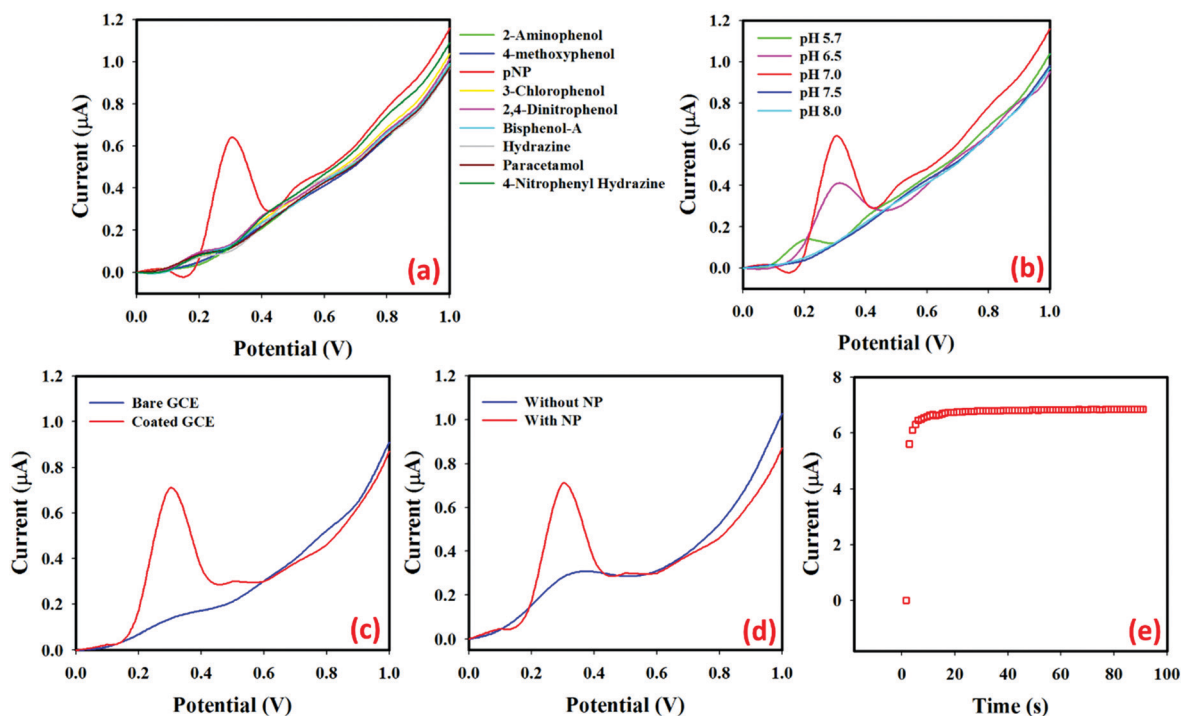 1.2
1.0
0.8
0.6
0.4
0.2
0.0
Current (μA)
0.0 0.2 0.4 0.6 0.8 1.0
Potential (V)
(a)
2-Aminophenol
4-methoxyphenol
pNP
3-Chlorophenol
2,4-Dinitrophenol
Bisphenol-A
Hydrazine
Paracetamol
4-Nitrophenyl Hydrazine
1.2
1.0
0.8
0.6
0.4
0.2
0.0
Current (μA)
pH 5.7
pH 6.5
pH 7.0
pH 7.5
pH 8.0
(b)
0.0 0.2 0.4 0.6 0.8 1.0
Potential (V)
1.2
1.0
0.8
0.6
0.4
0.2
0.0
Current (μA)
Bare GCE
Coated GCE
(c)
0.0 0.2 0.4 0.6 0.8 1.0
Potential (V)
1.2
1.0
0.8
0.6
0.4
0.2
0.0
Current (μA)
Without NP
With NP
(d)
0.0 0.2 0.4 0.6 0.8 1.0
Potential (V)
8
6
4
2
0
Current (μA)
(e)
0 20 40 60 80 100
Time (s)